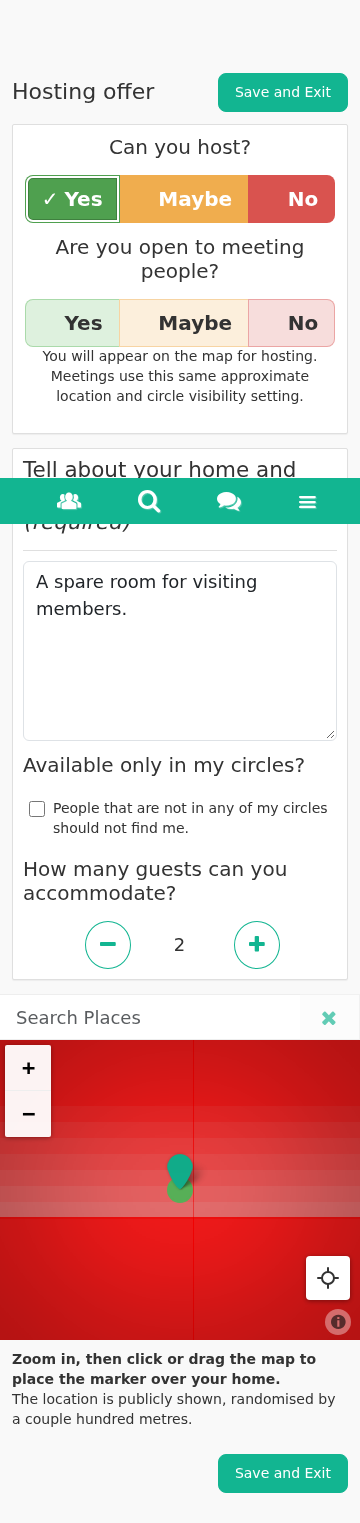 Hosting offer
Save and Exit
Can you host?
✓ Yes
Maybe
No
Are you open to meeting
people?
Yes
Maybe
No
You will appear on the map for hosting.
Meetings use this same approximate
location and circle visibility setting.
Tell about your home and
(required)
A spare room for visiting
members.
Available only in my circles?
People that are not in any of my circles
should not find me.
How many guests can you
accommodate?
2
Search Places
+
−
Zoom in, then click or drag the map to
place the marker over your home.
The location is publicly shown, randomised by
a couple hundred metres.
Save and Exit